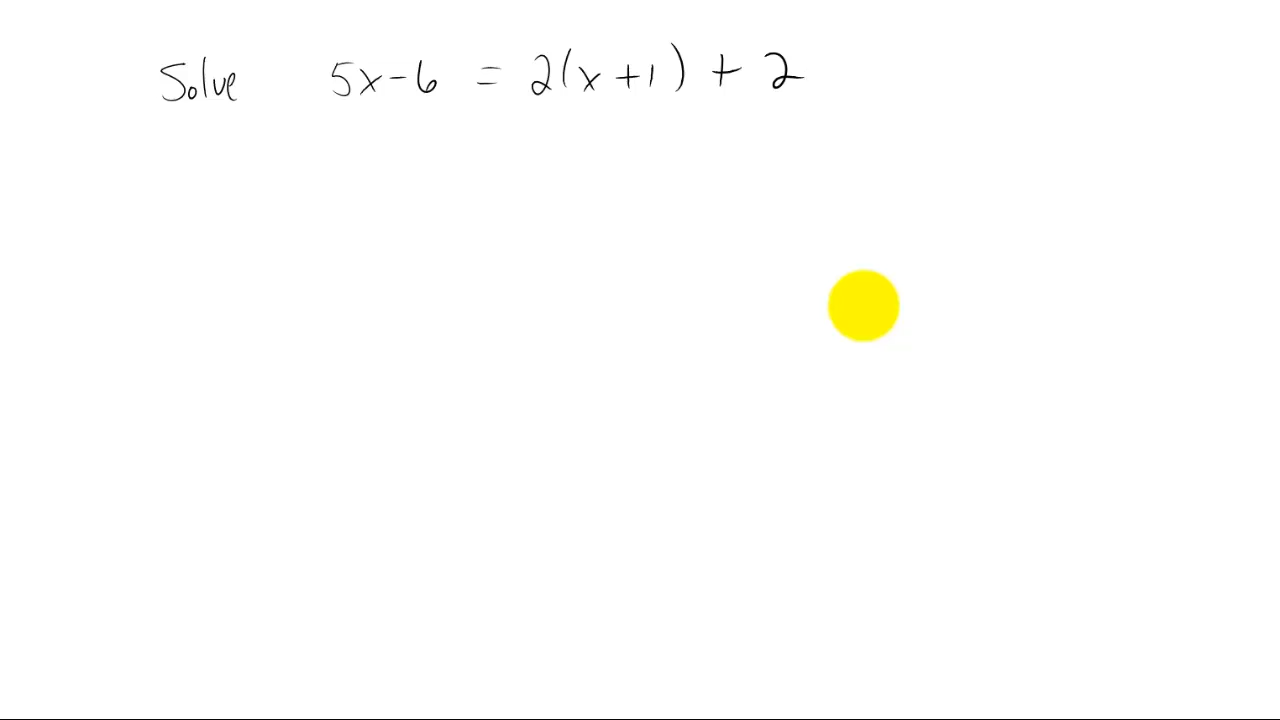 Solve 5x-6 = 2(x+1) + 2